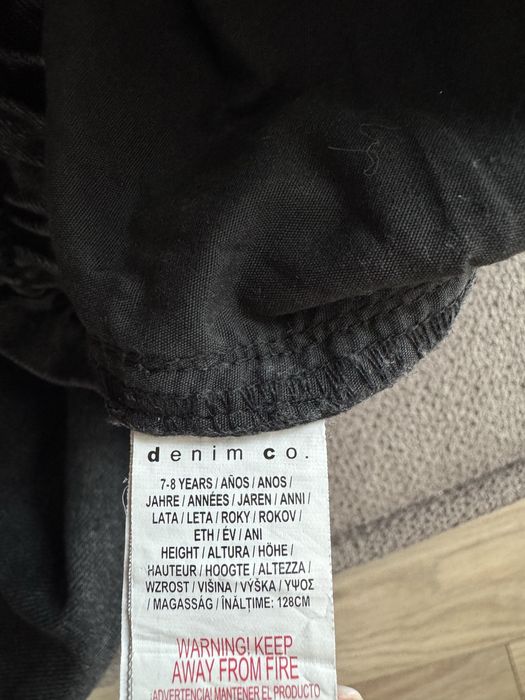 denim co.
7-8 YEARS / AÑOS / ANOS /
JAHRE / ANNÉES / JAREN / ANNI /
LATA / LETA / ROKY / ROKOV /
ETH / ÉV / ANI
HEIGHT / ALTURA / HÖHE /
HAUTEUR / HOOGTE / ALTEZZA /
WZROST / VIŠINA / VÝŠKA / ΥΨΟΣ
/ MAGASSÁG / ÎNĂLȚIME: 128CM
WARNING! KEEP
AWAY FROM FIRE
¡ADVERTENCIA! MANTENER EL PRODUCTO